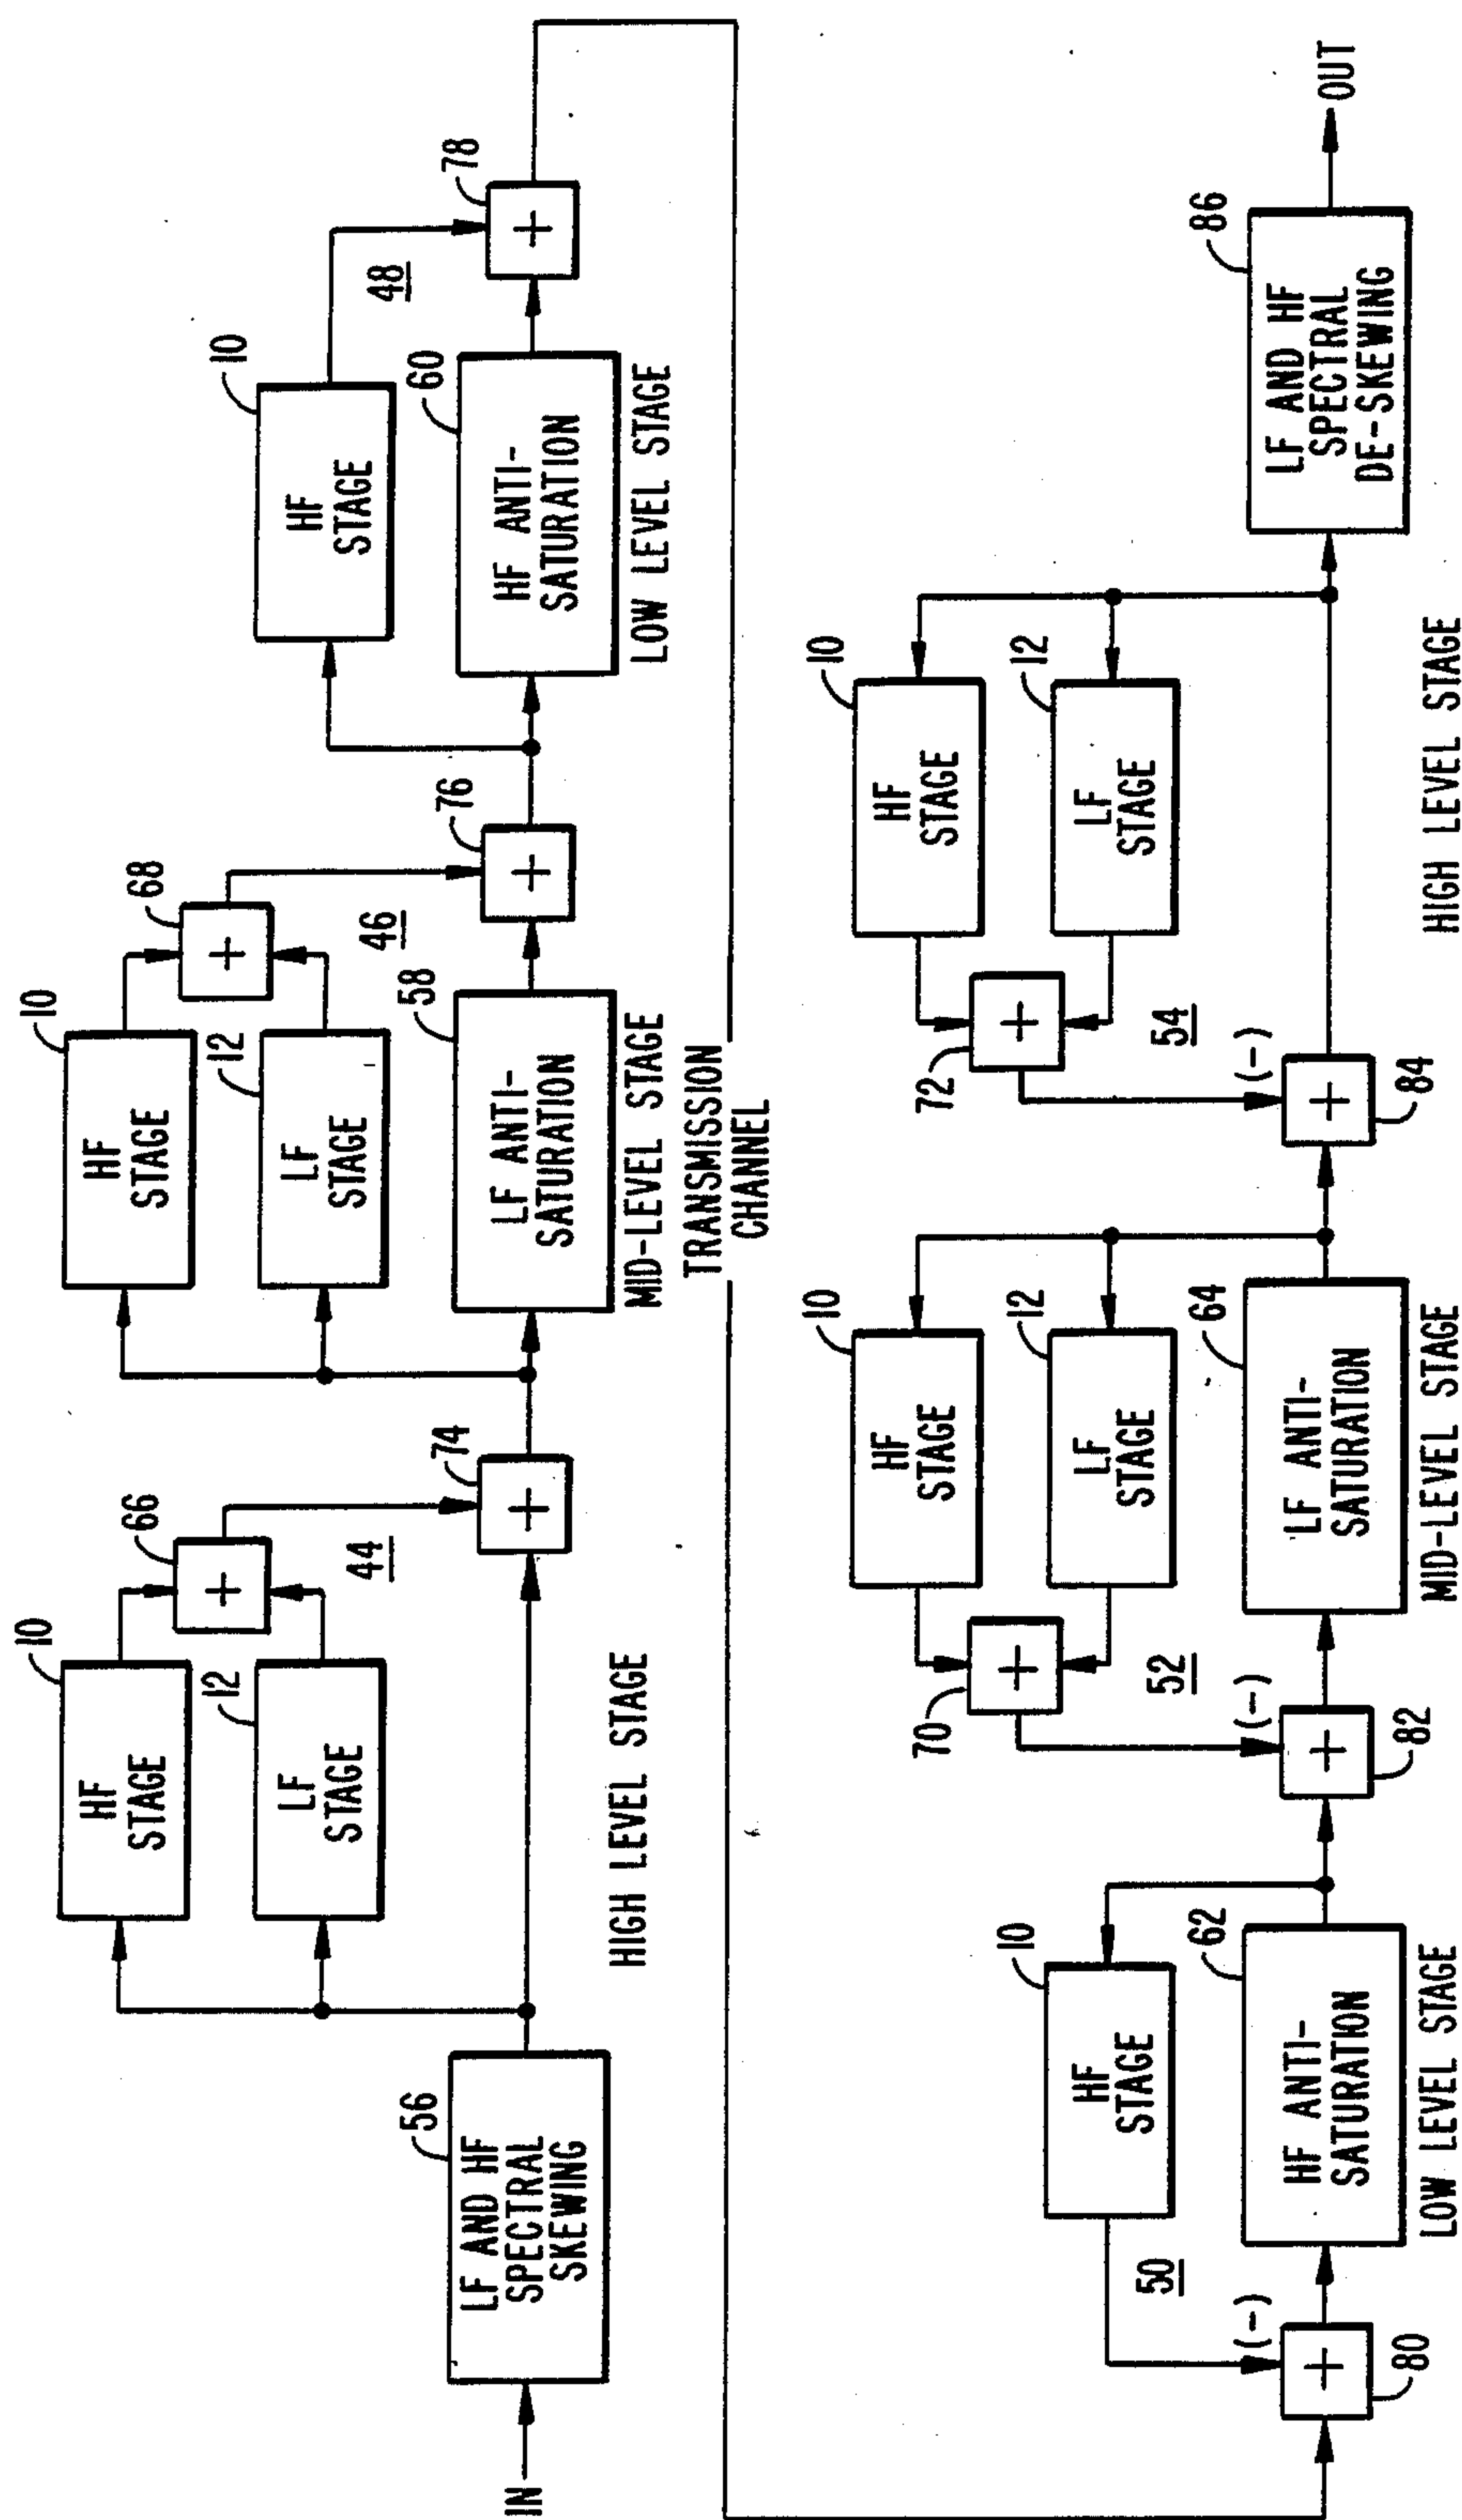 IN
LF AND HF
SPECTRAL
SKEWING
56
HF
STAGE
10
LF
STAGE
12
66
+
44
74
+
HIGH LEVEL STAGE
HF
STAGE
10
LF
STAGE
12
68
+
46
LF ANTI-
SATURATION
58
76
+
MID-LEVEL STAGE
HF
STAGE
10
48
HF ANTI-
SATURATION
60
78
+
LOW LEVEL STAGE
TRANSMISSION
CHANNEL
80
+
(-)
50
HF
STAGE
10
HF ANTI-
SATURATION
62
LOW LEVEL STAGE
82
+
(-)
52
70
+
HF
STAGE
10
LF
STAGE
12
LF ANTI-
SATURATION
64
MID-LEVEL STAGE
84
+
(-)
54
72
+
HF
STAGE
10
LF
STAGE
12
HIGH LEVEL STAGE
LF AND HF
SPECTRAL
DE-SKEWING
86
OUT